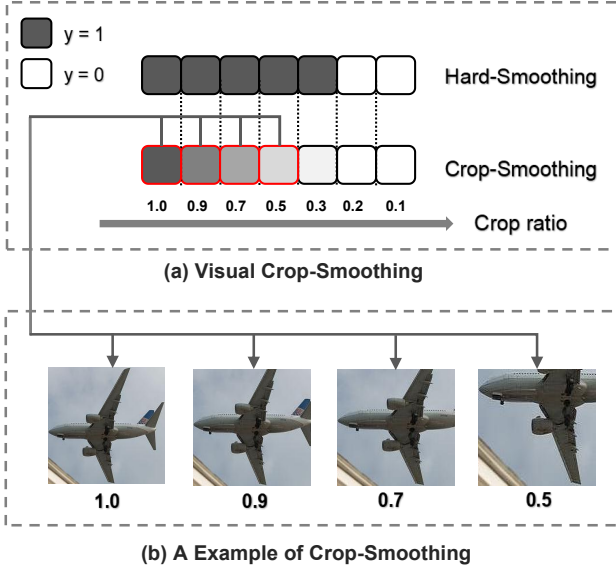 y = 1
y = 0
Hard-Smoothing
Crop-Smoothing
1.0 0.9 0.7 0.5 0.3 0.2 0.1
Crop ratio
(a) Visual Crop-Smoothing
1.0 0.9 0.7 0.5
(b) A Example of Crop-Smoothing